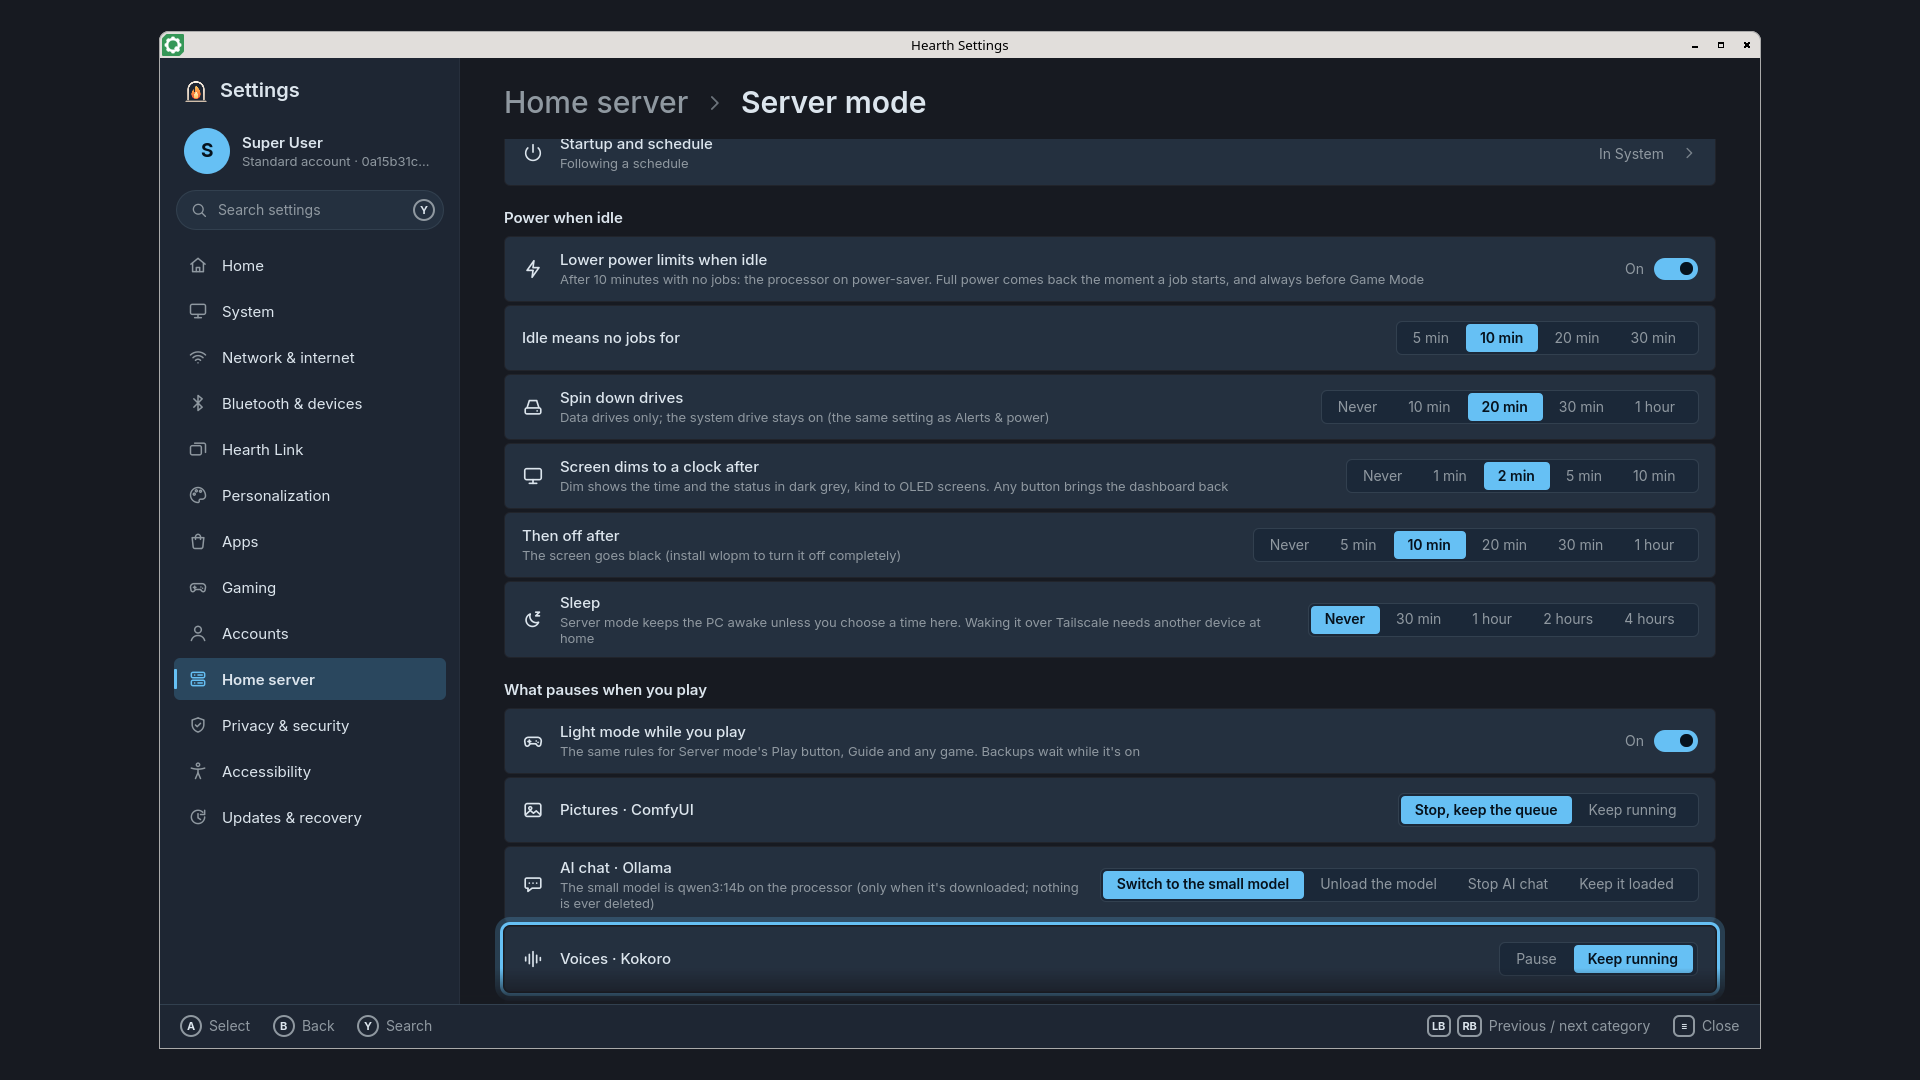 Hearth Settings
Settings
S
Super User
Standard account · 0a15b31c...
Search settings
Y
Home
System
Network & internet
Bluetooth & devices
Hearth Link
Personalization
Apps
Gaming
Accounts
Home server
Privacy & security
Accessibility
Updates & recovery
Home server > Server mode
Startup and schedule
Following a schedule
In System
Power when idle
Lower power limits when idle
After 10 minutes with no jobs: the processor on power-saver. Full power comes back the moment a job starts, and always before Game Mode
On
Idle means no jobs for
5 min 10 min 20 min 30 min
Spin down drives
Data drives only; the system drive stays on (the same setting as Alerts & power)
Never 10 min 20 min 30 min 1 hour
Screen dims to a clock after
Dim shows the time and the status in dark grey, kind to OLED screens. Any button brings the dashboard back
Never 1 min 2 min 5 min 10 min
Then off after
The screen goes black (install wlopm to turn it off completely)
Never 5 min 10 min 20 min 30 min 1 hour
Sleep
Server mode keeps the PC awake unless you choose a time here. Waking it over Tailscale needs another device at
home
Never 30 min 1 hour 2 hours 4 hours
What pauses when you play
Light mode while you play
The same rules for Server mode's Play button, Guide and any game. Backups wait while it's on
On
Pictures · ComfyUI
Stop, keep the queue Keep running
AI chat · Ollama
The small model is qwen3:14b on the processor (only when it's downloaded; nothing
is ever deleted)
Switch to the small model Unload the model Stop AI chat Keep it loaded
Voices · Kokoro
Pause Keep running
A Select B Back Y Search
LB RB Previous / next category ≡ Close